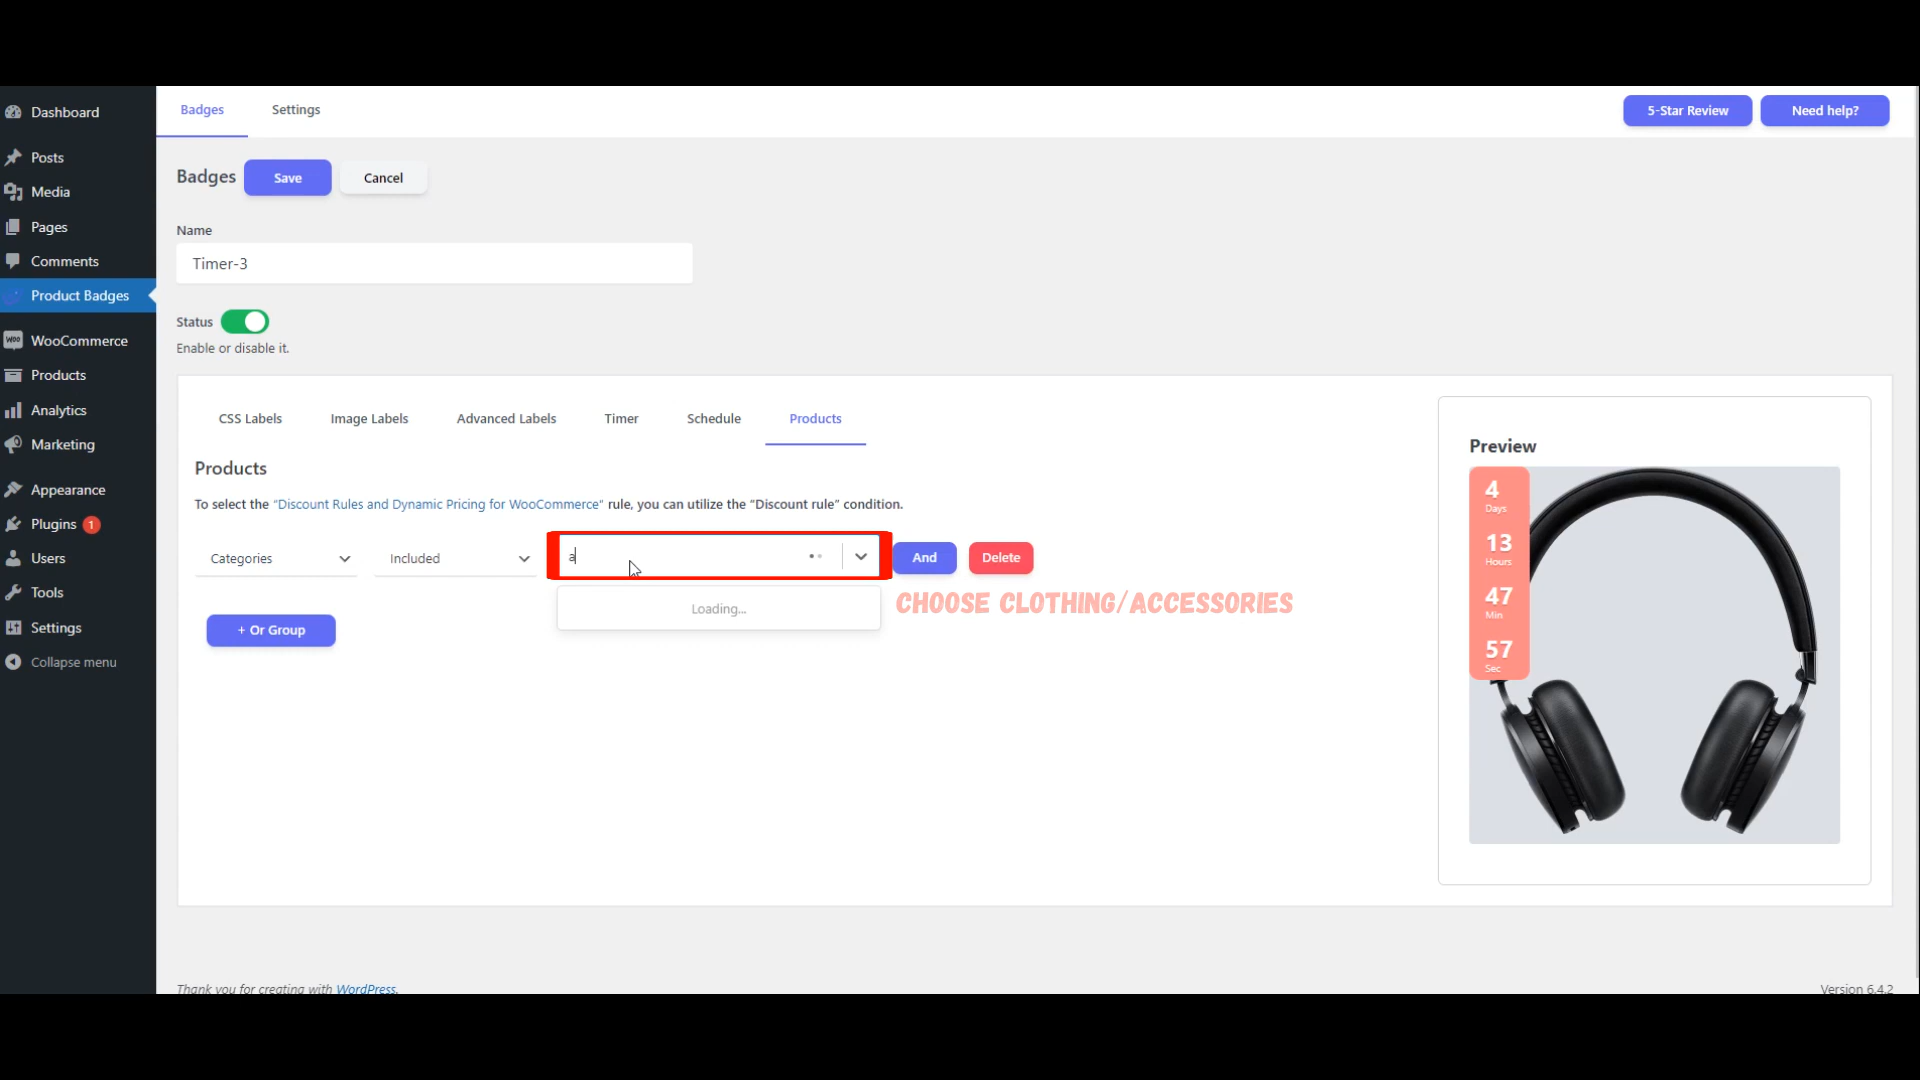 Dashboard
Posts
Media
Pages
Comments
Product Badges
WooCommerce
Products
Analytics
Marketing
Appearance
Plugins 1
Users
Tools
Settings
Collapse menu
Badges Settings
5-Star Review Need help?
Badges Save Cancel
Name
Timer-3
Status
Enable or disable it.
CSS Labels Image Labels Advanced Labels Timer Schedule Products
Products
To select the “Discount Rules and Dynamic Pricing for WooCommerce” rule, you can utilize the “Discount rule” condition.
Categories Included a And Delete
Loading...
CHOOSE CLOTHING/ACCESSORIES
+ Or Group
Preview
4
Days
13
Hours
47
Min
57
Sec
Thank you for creating with WordPress.
Version 6.4.2